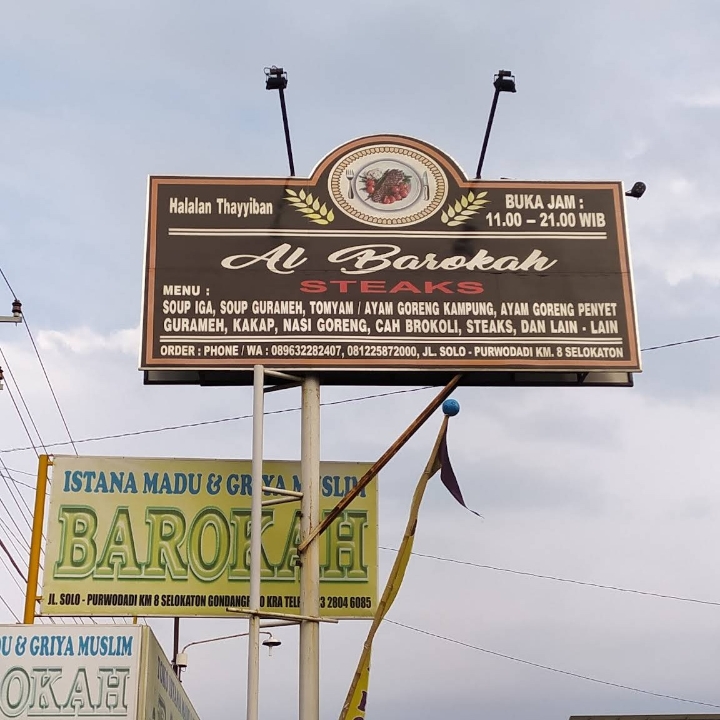 Halalan Thayyiban
BUKA JAM :
11.00 – 21.00 WIB
Al Barokah
STEAKS
MENU :
SOUP IGA, SOUP GURAMEH, TOMYAM / AYAM GORENG KAMPUNG, AYAM GORENG PENYET
GURAMEH, KAKAP, NASI GORENG, CAH BROKOLI, STEAKS, DAN LAIN - LAIN
ORDER : PHONE / WA : 089632282407, 081225872000, JL. SOLO - PURWODADI KM. 8 SELOKATON
ISTANA MADU & GRIYA MUSLIM
BAROKAH
JL. SOLO - PURWODADI KM 8 SELOKATON 2804 6085
DU & GRIYA MUSLIM
OKAH